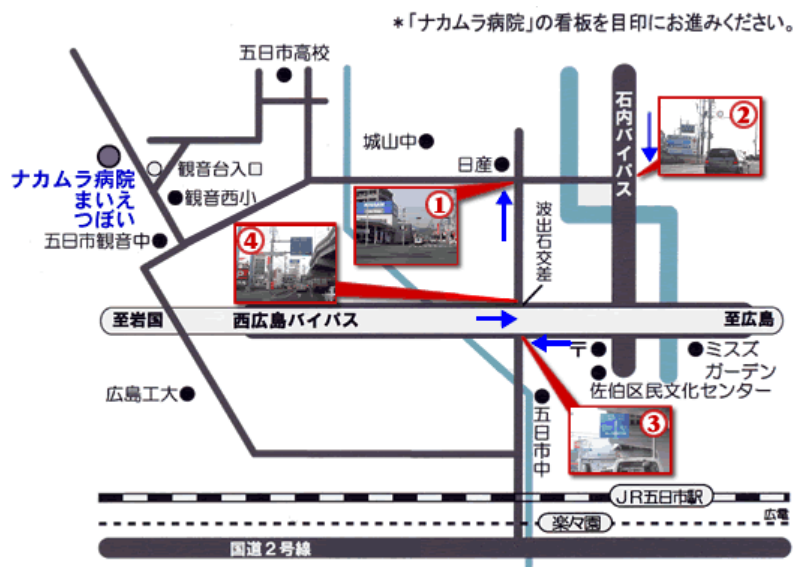 *「ナカムラ病院」の看板を目印にお進みください。
五日市高校
石内バイパス
②
城山中
日産
観音台入口
ナカムラ病院
まいえ
つぼい
観音西小
①
波出石交差
五日市観音中
④
至岩国
西広島バイパス
至広島
〒
ミスズ
ガーデン
佐伯区民文化センター
広島工大
五日市中
③
JR五日市駅
広電
楽々園
国道2号線